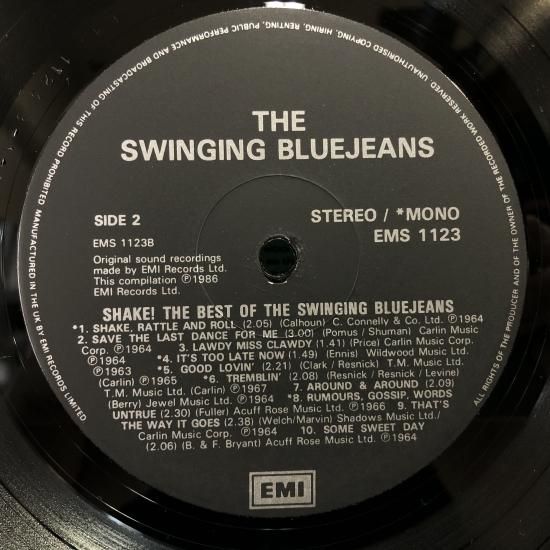 UNAUTHORISED COPYING, HIRING, RENTING, PUBLIC PERFORMANCE AND BROADCASTING OF THIS RECORD PROHIBITED MANUFACTURED IN THE UK BY EMI RECORDS LIMITED
ALL RIGHTS OF THE PRODUCER AND OF THE OWNER OF THE RECORDED WORK RESERVED
THE
SWINGING BLUEJEANS
SIDE 2
EMS 1123B
Original sound recordings
made by EMI Records Ltd.
This compilation ℗1986
EMI Records Ltd.
STEREO / *MONO
EMS 1123
SHAKE! THE BEST OF THE SWINGING BLUEJEANS
*1. SHAKE, RATTLE AND ROLL (2.05) (Calhoun) C. Connelly & Co. Ltd. ℗1964
2. SAVE THE LAST DANCE FOR ME (3.00) (Pomus / Shuman) Carlin Music
Corp. ℗1964 3. LAWDY MISS CLAWDY (1.41) (Price) Carlin Music Corp.
℗1964 *4. IT'S TOO LATE NOW (1.49) (Ennis) Wildwood Music Ltd.
℗1963 *5. GOOD LOVIN' (2.21) (Clark / Resnick) T.M. Music Ltd.
(Carlin) ℗1965 *6. TREMBLIN' (2.08) (Resnick / Resnick / Levine)
T.M. Music Ltd. (Carlin) ℗1967 7. AROUND & AROUND (2.09)
(Berry) Jewel Music Ltd. ℗1964 *8. RUMOURS, GOSSIP, WORDS
UNTRUE (2.30) (Fuller) Acuff Rose Music Ltd. ℗1966 9. THAT'S
THE WAY IT GOES (2.38) (Welch/Marvin) Shadows Music Ltd./
Carlin Music Corp. ℗1964 10. SOME SWEET DAY
(2.06) (B. & F. Bryant) Acuff Rose Music Ltd. ℗1964
EMI